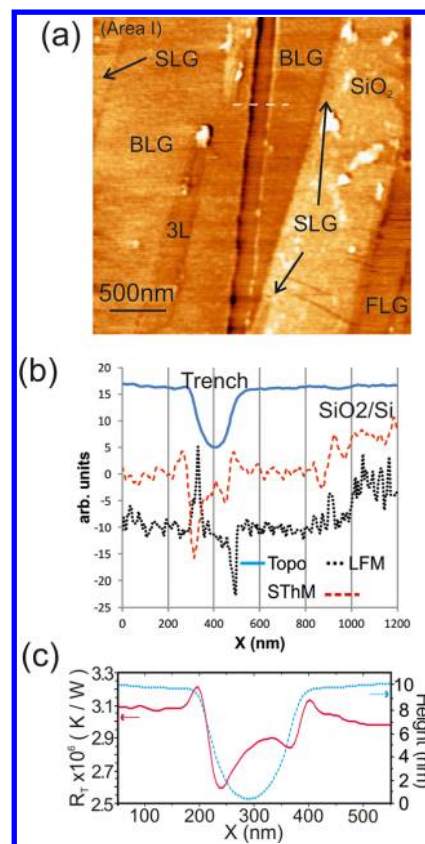 (a)
(Area I)
SLG
BLG
SiO₂
BLG
3L
SLG
500nm
FLG
(b)
20
15
10
5
0
-5
-10
-15
-20
-25
arb. units
Trench
SiO2/Si
Topo
LFM
SThM
0 200 400 600 800 1000 1200
X (nm)
(c)
3.3
3.1
2.9
2.7
2.5
R_T x10⁶ ( K / W )
10
8
6
4
2
0
Height (nm)
100 200 300 400 500
X (nm)